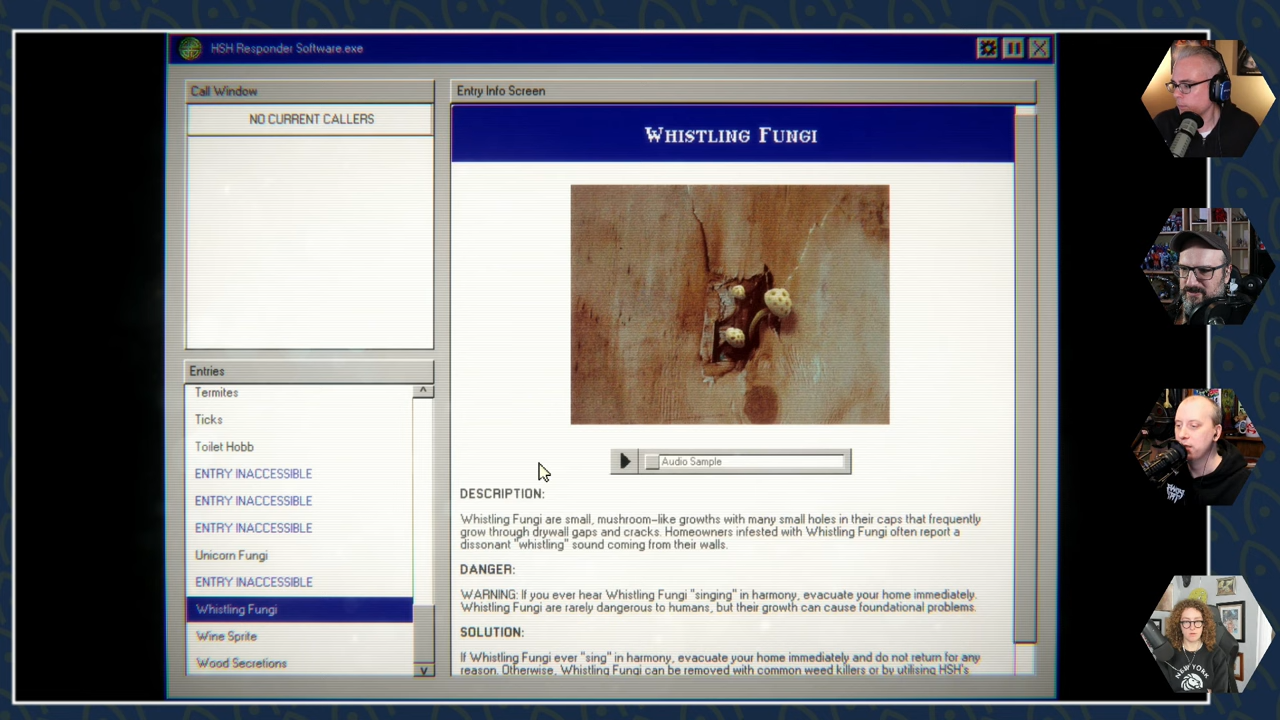 HSH Responder Software.exe
Call Window
NO CURRENT CALLERS
Entries
Termites
Ticks
Toilet Hobb
ENTRY INACCESSIBLE
ENTRY INACCESSIBLE
ENTRY INACCESSIBLE
Unicorn Fungi
ENTRY INACCESSIBLE
Whistling Fungi
Wine Sprite
Wood Secretions
Entry Info Screen
Whistling Fungi
Audio Sample
DESCRIPTION:
Whistling Fungi are small, mushroom-like growths with many small holes in their caps that frequently
grow through drywall gaps and cracks. Homeowners infested with Whistling Fungi often report a
dissonant "whistling" sound coming from their walls.
DANGER:
WARNING: If you ever hear Whistling Fungi "singing" in harmony, evacuate your home immediately.
Whistling Fungi are rarely dangerous to humans, but their growth can cause foundational problems.
SOLUTION:
If Whistling Fungi ever "sing" in harmony, evacuate your home immediately and do not return for any
reason. Otherwise, Whistling Fungi can be removed with common weed killers or by utilising HSH's
NEW YORK